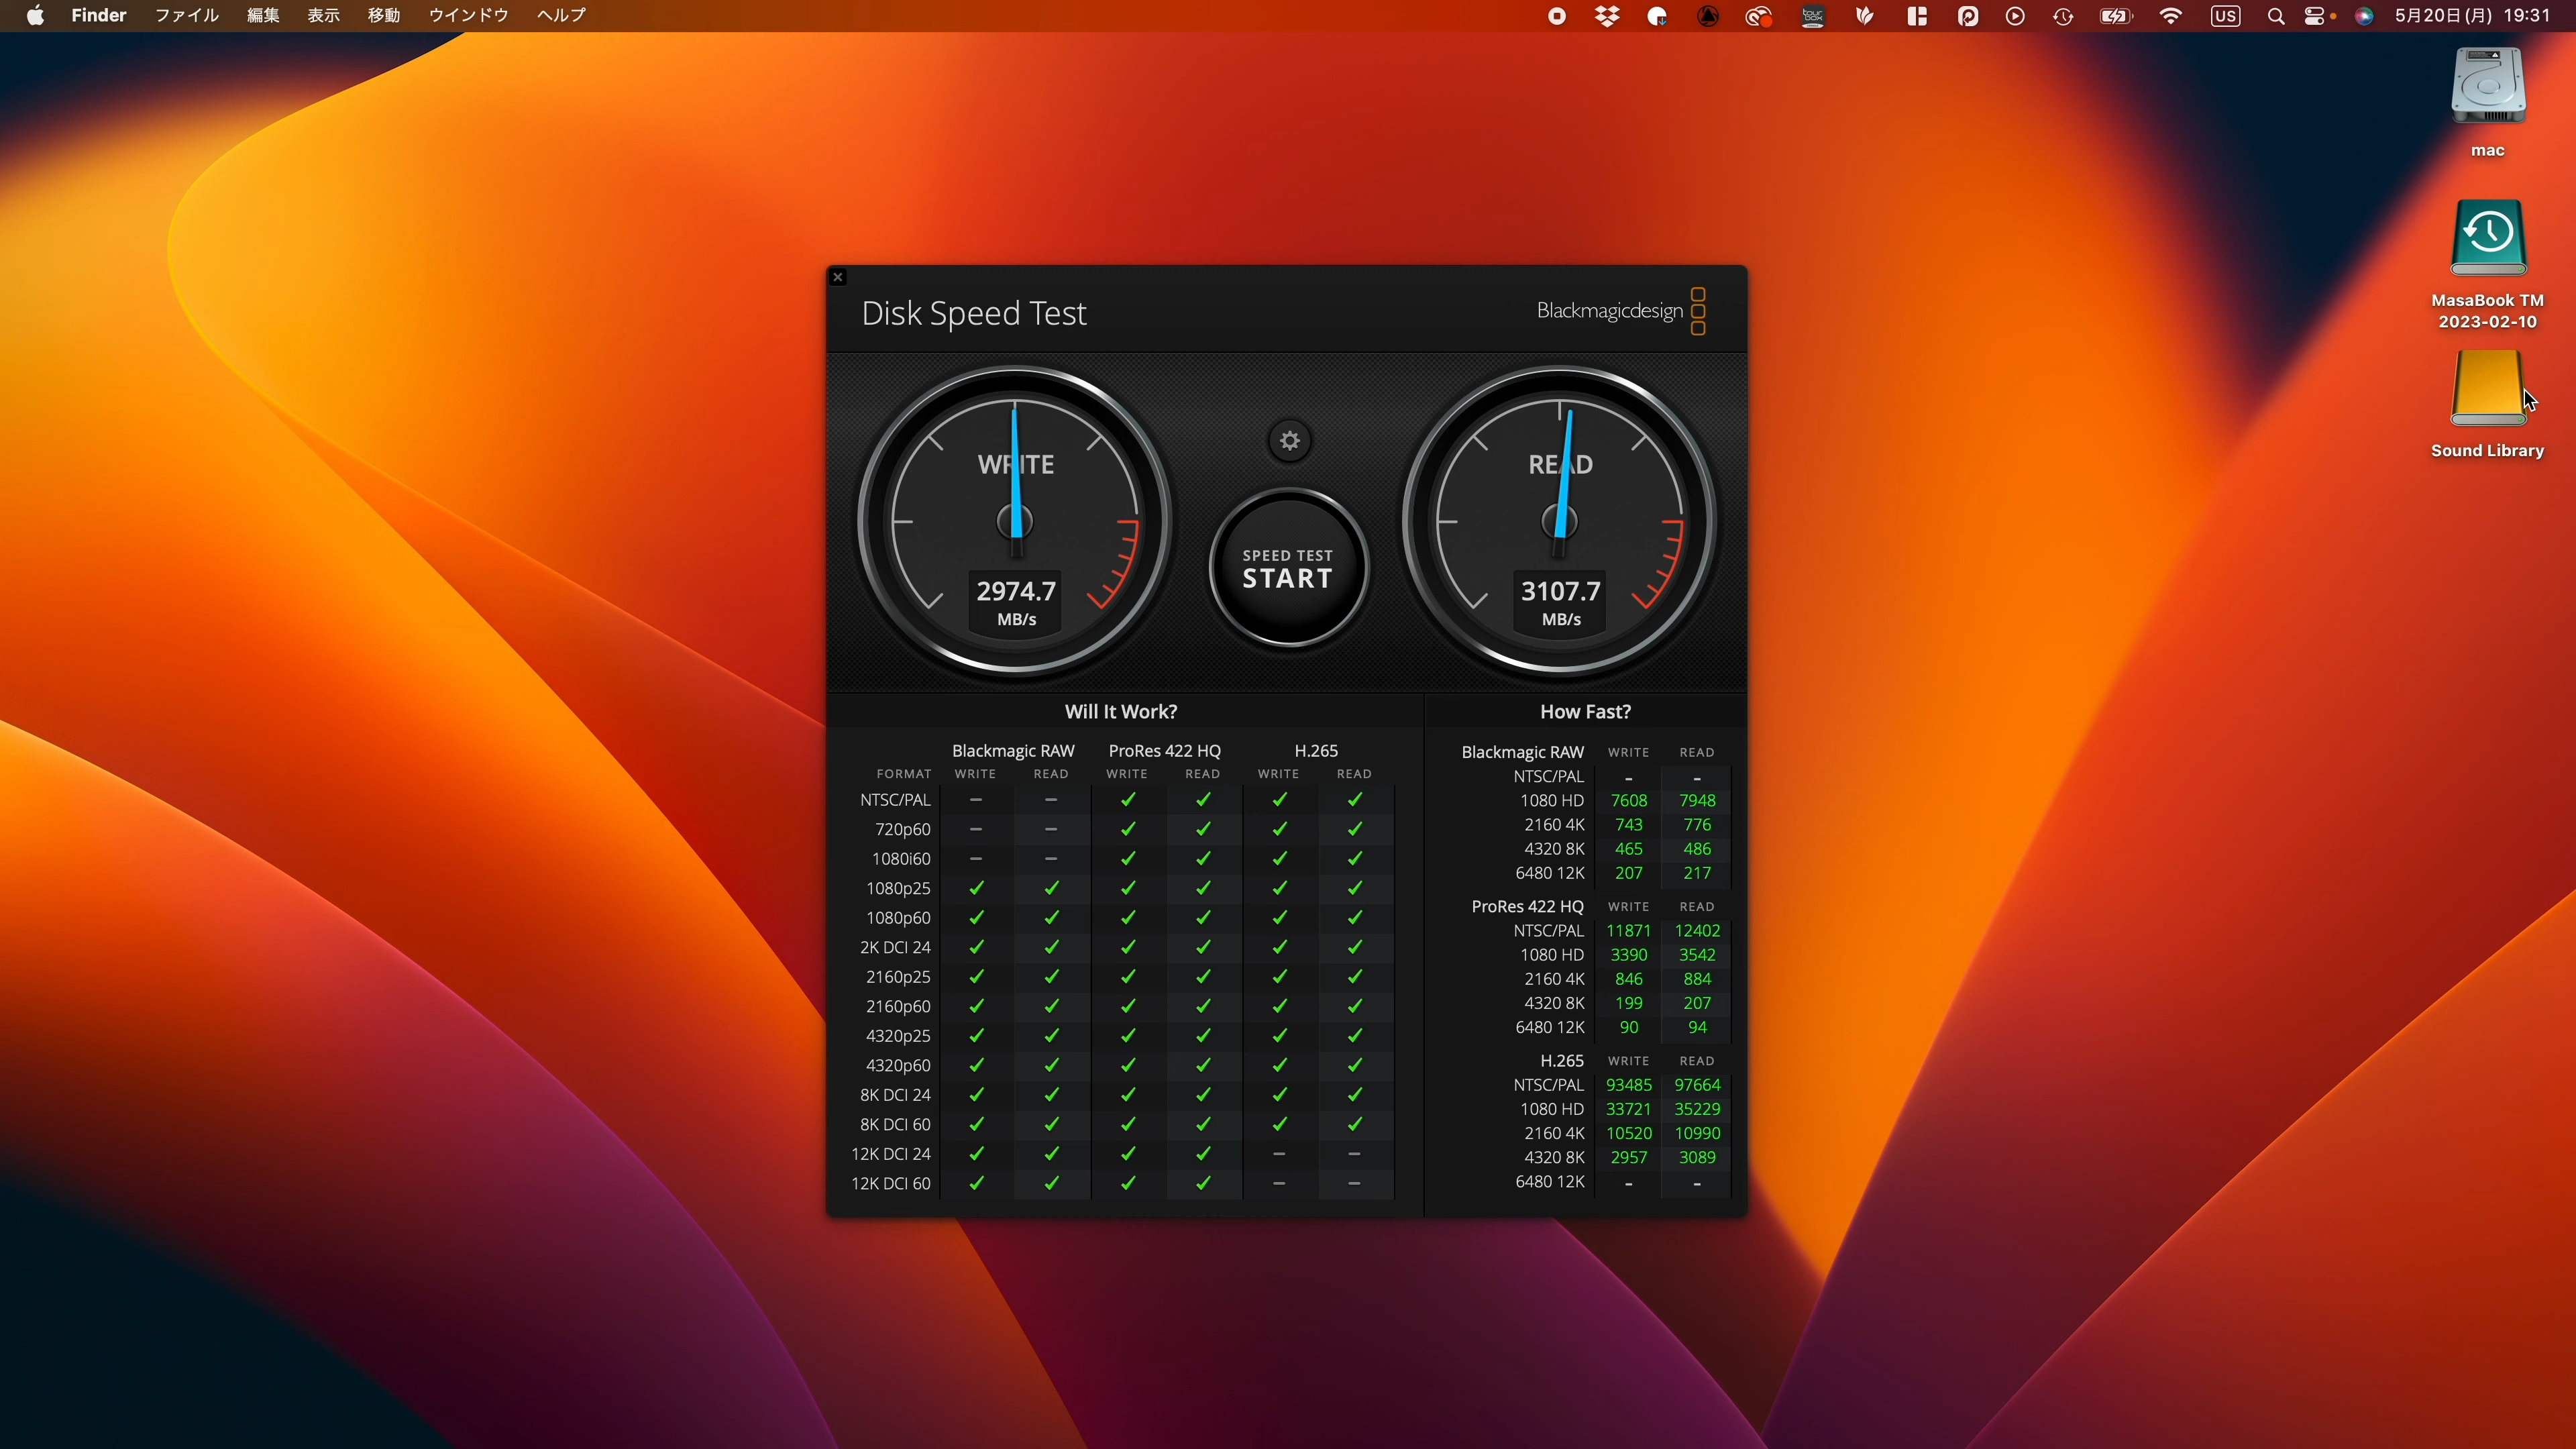 Finder ファイル 編集 表示 移動 ウインドウ ヘルプ US 5月20日(月) 19:31
mac
MasaBook TM
2023-02-10
Sound Library
Disk Speed Test
Blackmagicdesign
WRITE
2974.7
MB/s
SPEED TEST
START
READ
3107.7
MB/s
Will It Work?
Blackmagic RAW ProRes 422 HQ H.265
FORMAT WRITE READ WRITE READ WRITE READ
NTSC/PAL – – ✓ ✓ ✓ ✓
720p60 – – ✓ ✓ ✓ ✓
1080i60 – – ✓ ✓ ✓ ✓
1080p25 ✓ ✓ ✓ ✓ ✓ ✓
1080p60 ✓ ✓ ✓ ✓ ✓ ✓
2K DCI 24 ✓ ✓ ✓ ✓ ✓ ✓
2160p25 ✓ ✓ ✓ ✓ ✓ ✓
2160p60 ✓ ✓ ✓ ✓ ✓ ✓
4320p25 ✓ ✓ ✓ ✓ ✓ ✓
4320p60 ✓ ✓ ✓ ✓ ✓ ✓
8K DCI 24 ✓ ✓ ✓ ✓ ✓ ✓
8K DCI 60 ✓ ✓ ✓ ✓ ✓ ✓
12K DCI 24 ✓ ✓ ✓ ✓ – –
12K DCI 60 ✓ ✓ ✓ ✓ – –
How Fast?
Blackmagic RAW WRITE READ
NTSC/PAL - -
1080 HD 7608 7948
2160 4K 743 776
4320 8K 465 486
6480 12K 207 217
ProRes 422 HQ WRITE READ
NTSC/PAL 11871 12402
1080 HD 3390 3542
2160 4K 846 884
4320 8K 199 207
6480 12K 90 94
H.265 WRITE READ
NTSC/PAL 93485 97664
1080 HD 33721 35229
2160 4K 10520 10990
4320 8K 2957 3089
6480 12K - -